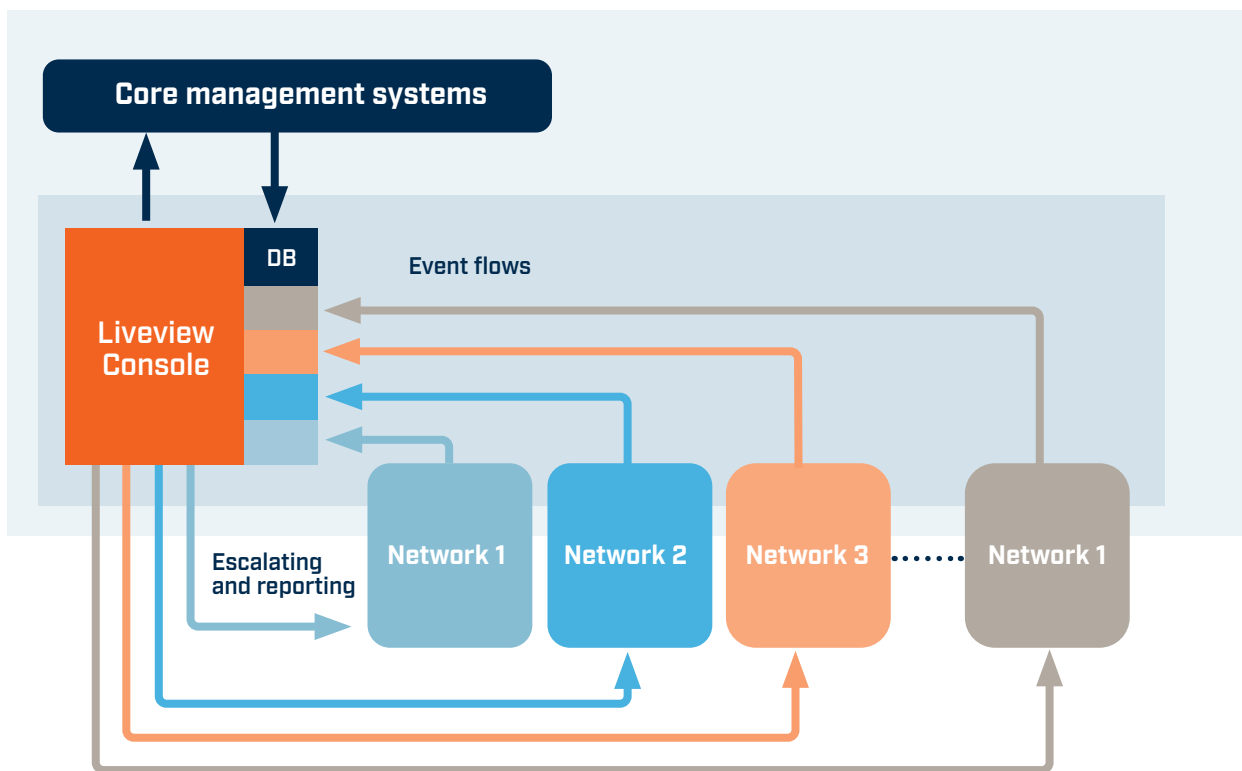 Core management systems
DB
Event flows
Liveview
Console
Network 1
Network 2
Network 3
Network 1
Escalating
and reporting